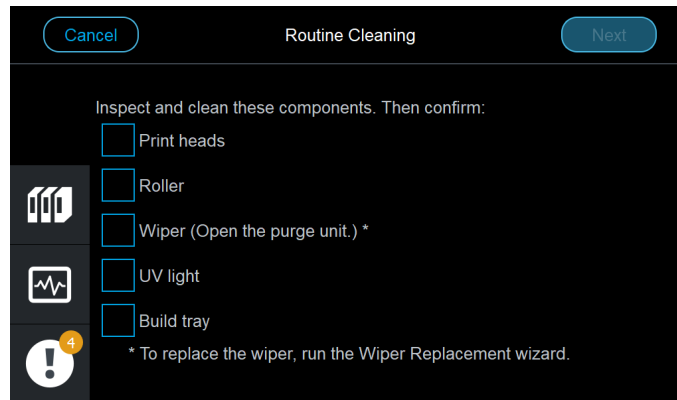 Cancel
Routine Cleaning
Next
Inspect and clean these components. Then confirm:
Print heads
Roller
Wiper (Open the purge unit.) *
UV light
Build tray
4
* To replace the wiper, run the Wiper Replacement wizard.